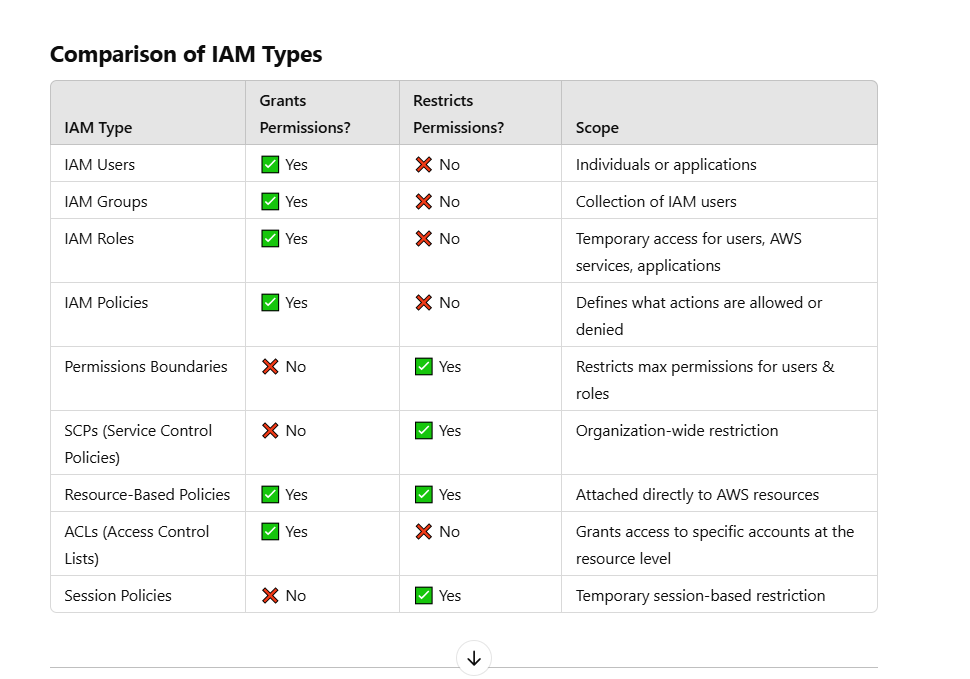 Comparison of IAM Types
IAM Type | Grants Permissions? | Restricts Permissions? | Scope
IAM Users | ✅ Yes | ❌ No | Individuals or applications
IAM Groups | ✅ Yes | ❌ No | Collection of IAM users
IAM Roles | ✅ Yes | ❌ No | Temporary access for users, AWS services, applications
IAM Policies | ✅ Yes | ❌ No | Defines what actions are allowed or denied
Permissions Boundaries | ❌ No | ✅ Yes | Restricts max permissions for users & roles
SCPs (Service Control Policies) | ❌ No | ✅ Yes | Organization-wide restriction
Resource-Based Policies | ✅ Yes | ✅ Yes | Attached directly to AWS resources
ACLs (Access Control Lists) | ✅ Yes | ❌ No | Grants access to specific accounts at the resource level
Session Policies | ❌ No | ✅ Yes | Temporary session-based restriction